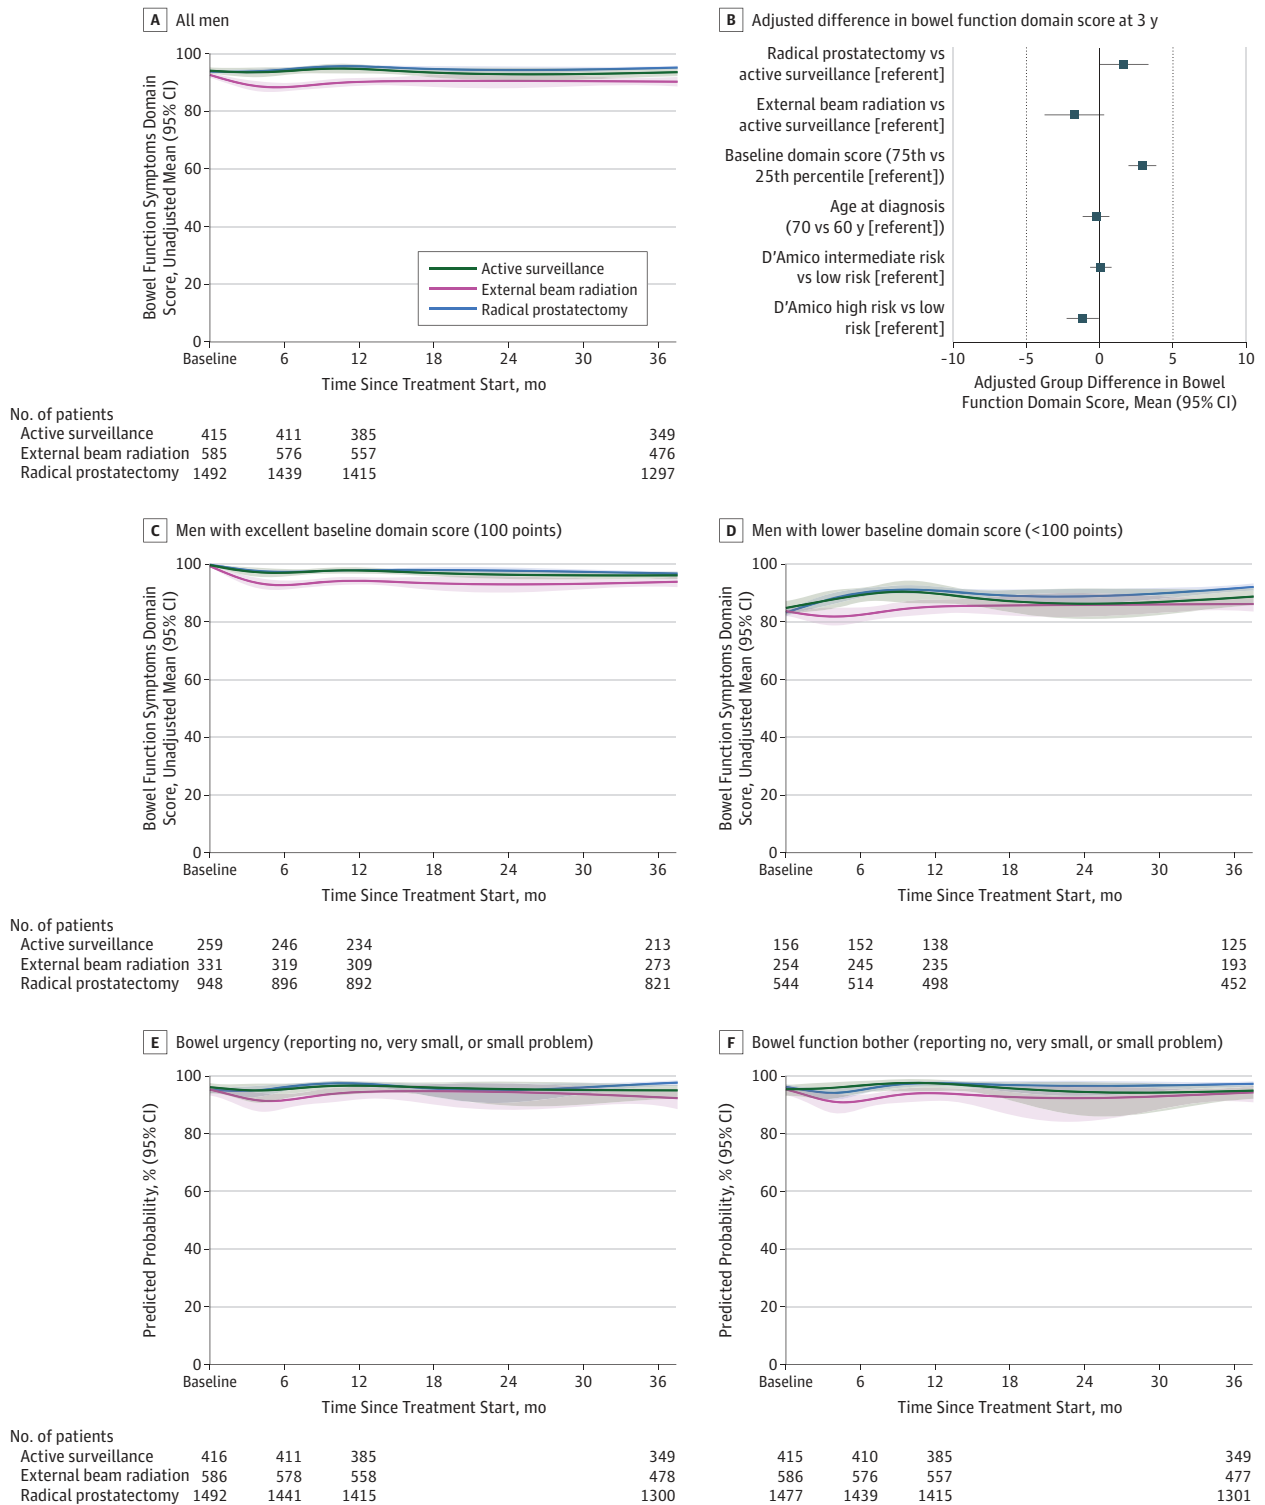 A All men
100
80
60
40
20
0
Bowel Function Symptoms Domain
Score, Unadjusted Mean (95% CI)
Active surveillance
External beam radiation
Radical prostatectomy
Baseline 6 12 18 24 30 36
Time Since Treatment Start, mo
No. of patients
Active surveillance 415 411 385 349
External beam radiation 585 576 557 476
Radical prostatectomy 1492 1439 1415 1297
B Adjusted difference in bowel function domain score at 3 y
Radical prostatectomy vs
active surveillance [referent]
External beam radiation vs
active surveillance [referent]
Baseline domain score (75th vs
25th percentile [referent])
Age at diagnosis
(70 vs 60 y [referent])
D’Amico intermediate risk
vs low risk [referent]
D’Amico high risk vs low
risk [referent]
-10 -5 0 5 10
Adjusted Group Difference in Bowel
Function Domain Score, Mean (95% CI)
C Men with excellent baseline domain score (100 points)
100
80
60
40
20
0
Bowel Function Symptoms Domain
Score, Unadjusted Mean (95% CI)
Baseline 6 12 18 24 30 36
Time Since Treatment Start, mo
No. of patients
Active surveillance 259 246 234 213
External beam radiation 331 319 309 273
Radical prostatectomy 948 896 892 821
D Men with lower baseline domain score (<100 points)
100
80
60
40
20
0
Bowel Function Symptoms Domain
Score, Unadjusted Mean (95% CI)
Baseline 6 12 18 24 30 36
Time Since Treatment Start, mo
156 152 138 125
254 245 235 193
544 514 498 452
E Bowel urgency (reporting no, very small, or small problem)
100
80
60
40
20
0
Predicted Probability, % (95% CI)
Baseline 6 12 18 24 30 36
Time Since Treatment Start, mo
No. of patients
Active surveillance 416 411 385 349
External beam radiation 586 578 558 478
Radical prostatectomy 1492 1441 1415 1300
F Bowel function bother (reporting no, very small, or small problem)
100
80
60
40
20
0
Predicted Probability, % (95% CI)
Baseline 6 12 18 24 30 36
Time Since Treatment Start, mo
415 410 385 349
586 576 557 477
1477 1439 1415 1301